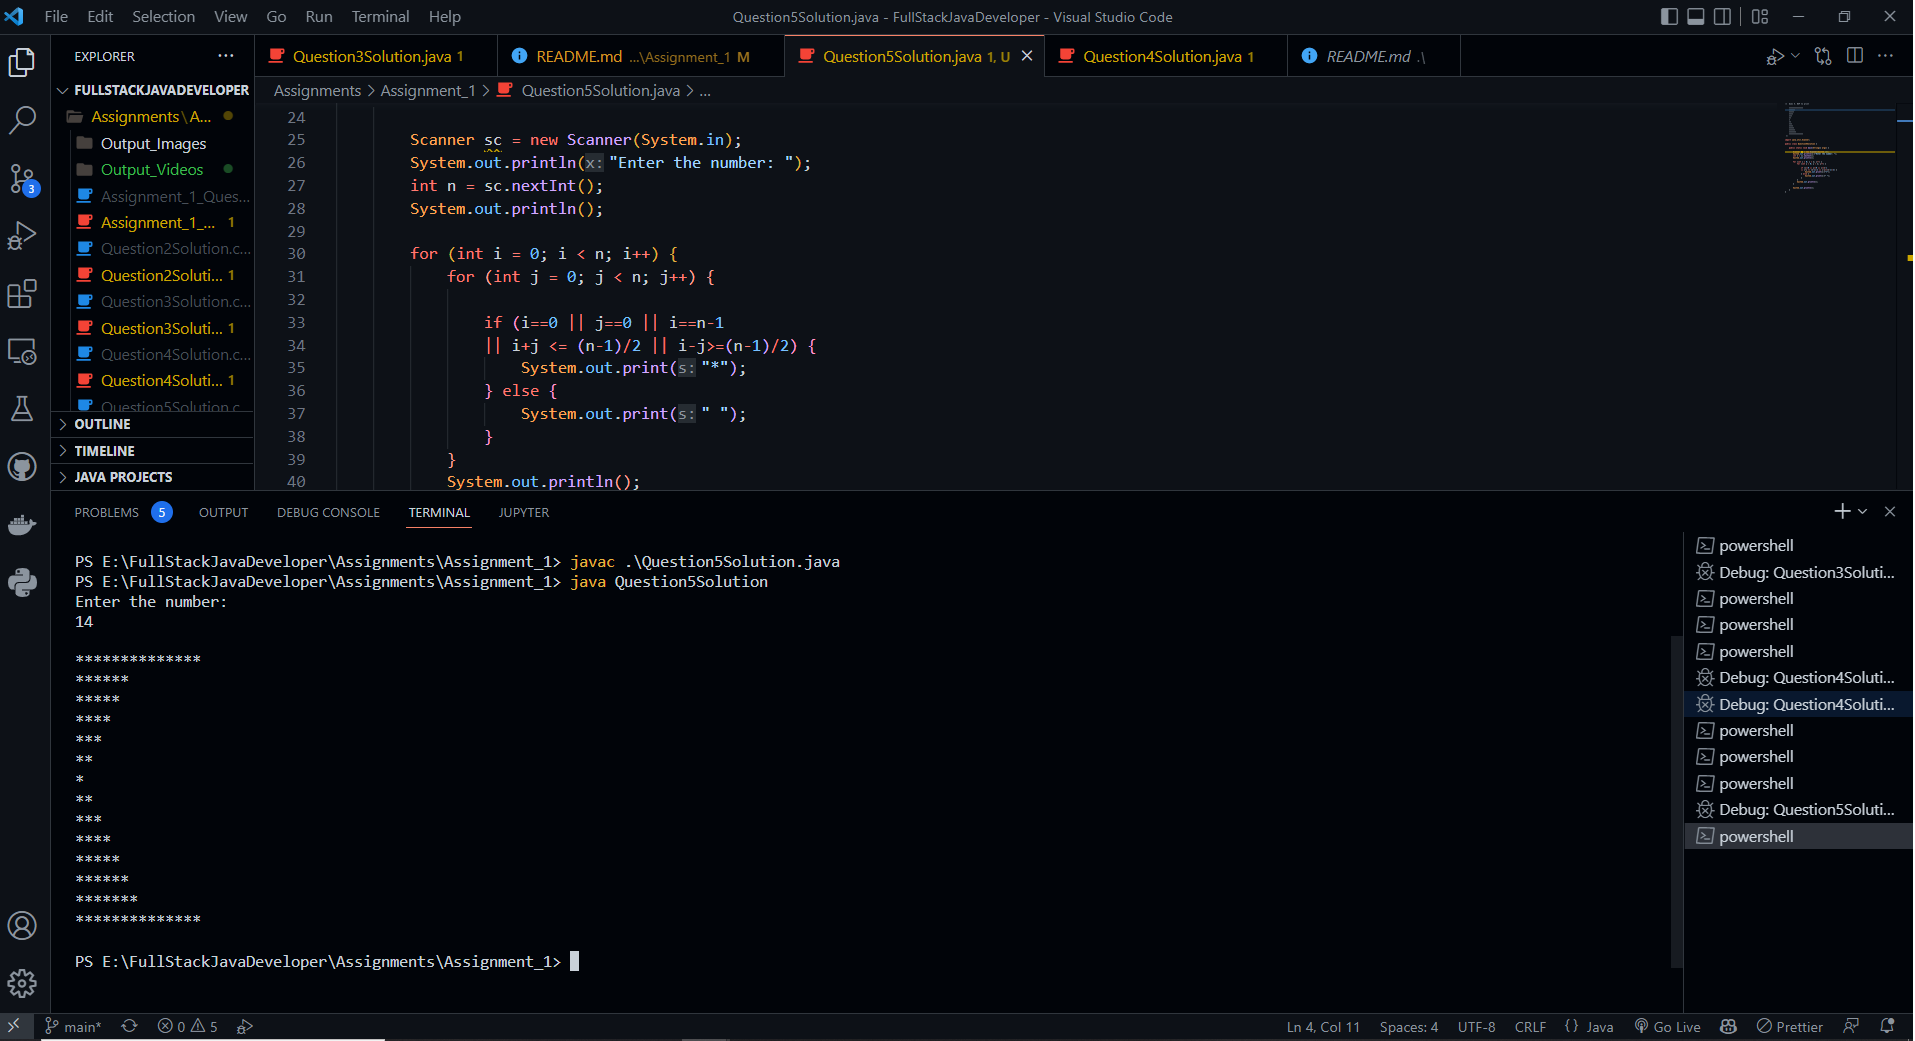 File Edit Selection View Go Run Terminal Help
Question5Solution.java - FullStackJavaDeveloper - Visual Studio Code
EXPLORER
Question3Solution.java 1
README.md ...\Assignment_1 M
Question5Solution.java 1, U
Question4Solution.java 1
README.md .\
FULLSTACKJAVADEVELOPER
Assignments\A...
Output_Images
Output_Videos
Assignment_1_Ques...
Assignment_1_... 1
Question2Solution.c...
Question2Soluti... 1
Question3Solution.c...
Question3Soluti... 1
Question4Solution.c...
Question4Soluti... 1
Question5Solution.c
OUTLINE
TIMELINE
JAVA PROJECTS
3
Assignments > Assignment_1 > Question5Solution.java > ...
24
25 Scanner sc = new Scanner(System.in);
26 System.out.println(x: "Enter the number: ");
27 int n = sc.nextInt();
28 System.out.println();
29
30 for (int i = 0; i < n; i++) {
31 for (int j = 0; j < n; j++) {
32
33 if (i==0 || j==0 || i==n-1
34 || i+j <= (n-1)/2 || i-j>=(n-1)/2) {
35 System.out.print(s: "*");
36 } else {
37 System.out.print(s: " ");
38 }
39 }
40 System.out.println();
PROBLEMS 5 OUTPUT DEBUG CONSOLE TERMINAL JUPYTER
PS E:\FullStackJavaDeveloper\Assignments\Assignment_1> javac .\Question5Solution.java
PS E:\FullStackJavaDeveloper\Assignments\Assignment_1> java Question5Solution
Enter the number:
14
**************
******
*****
****
***
**
*
**
***
****
*****
******
*******
**************
PS E:\FullStackJavaDeveloper\Assignments\Assignment_1>
powershell
Debug: Question3Soluti...
powershell
powershell
powershell
Debug: Question4Soluti...
Debug: Question4Soluti...
powershell
powershell
powershell
Debug: Question5Soluti...
powershell
main* 0 5
Ln 4, Col 11 Spaces: 4 UTF-8 CRLF {} Java Go Live Prettier